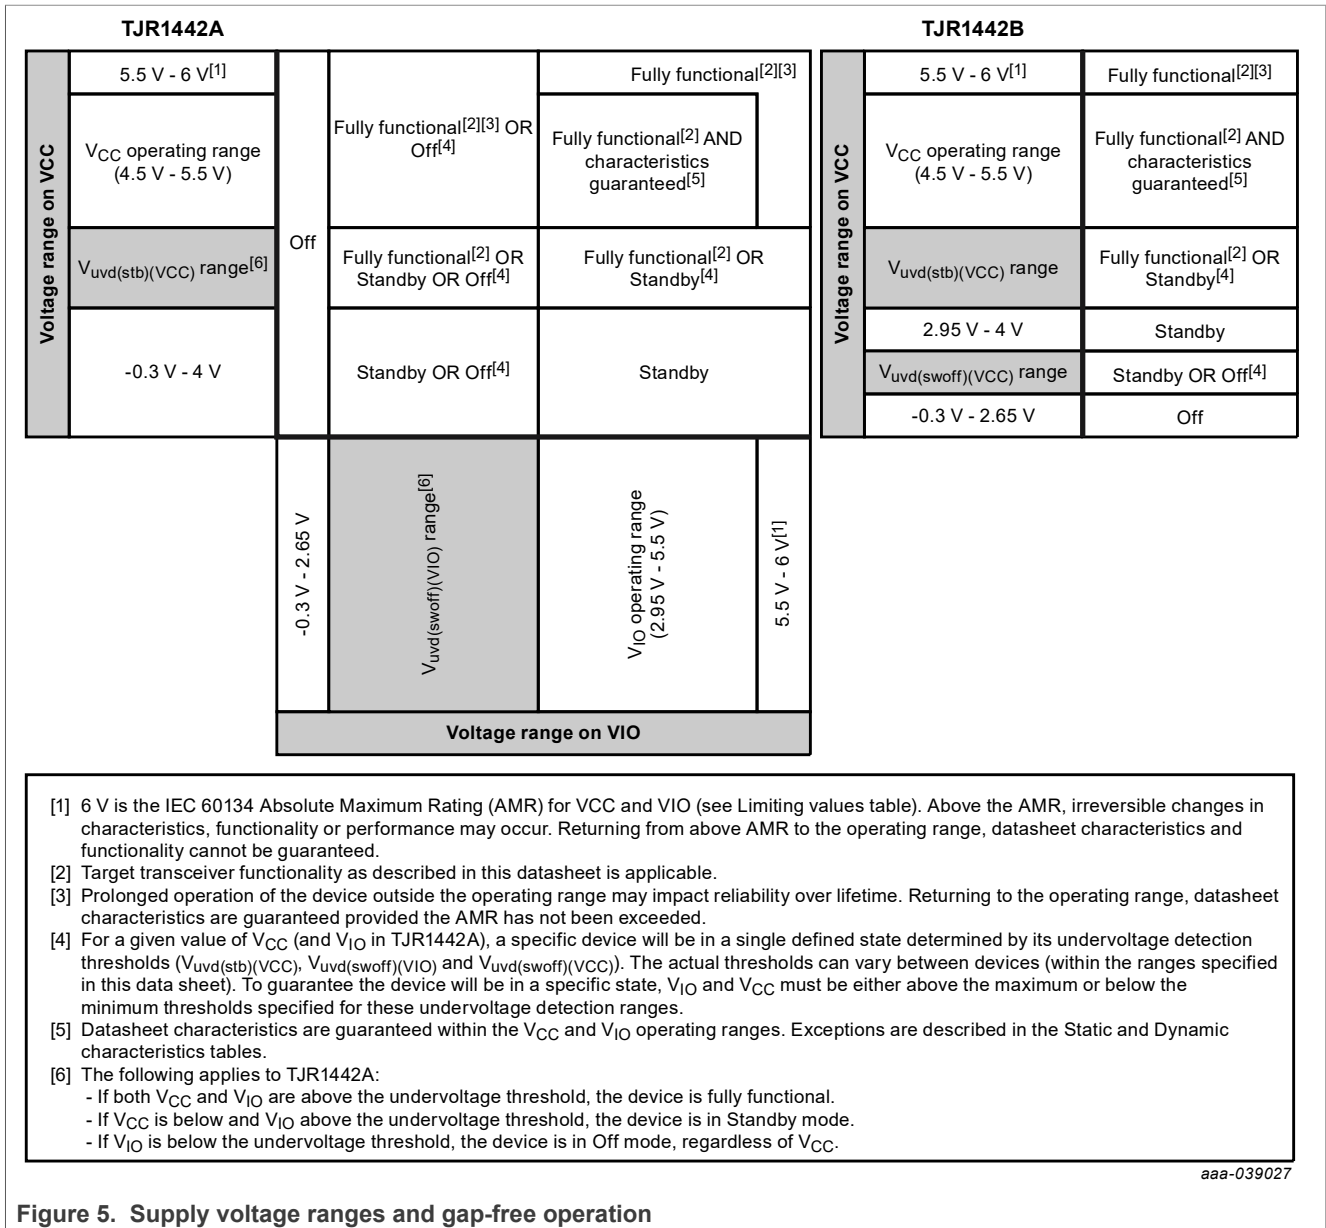 TJR1442A
TJR1442B
Voltage range on VCC
5.5 V - 6 V[1]
VCC operating range
(4.5 V - 5.5 V)
Vuvd(stb)(VCC) range[6]
-0.3 V - 4 V
Off
Fully functional[2][3] OR
Off[4]
Fully functional[2] OR
Standby OR Off[4]
Standby OR Off[4]
Fully functional[2][3]
Fully functional[2] AND
characteristics
guaranteed[5]
Fully functional[2] OR
Standby[4]
Standby
-0.3 V - 2.65 V
Vuvd(swoff)(VIO) range[6]
VIO operating range
(2.95 V - 5.5 V)
5.5 V - 6 V[1]
Voltage range on VIO
Voltage range on VCC
5.5 V - 6 V[1]
Fully functional[2][3]
VCC operating range
(4.5 V - 5.5 V)
Fully functional[2] AND
characteristics
guaranteed[5]
Vuvd(stb)(VCC) range
Fully functional[2] OR
Standby[4]
2.95 V - 4 V
Standby
Vuvd(swoff)(VCC) range
Standby OR Off[4]
-0.3 V - 2.65 V
Off
[1] 6 V is the IEC 60134 Absolute Maximum Rating (AMR) for VCC and VIO (see Limiting values table). Above the AMR, irreversible changes in
characteristics, functionality or performance may occur. Returning from above AMR to the operating range, datasheet characteristics and
functionality cannot be guaranteed.
[2] Target transceiver functionality as described in this datasheet is applicable.
[3] Prolonged operation of the device outside the operating range may impact reliability over lifetime. Returning to the operating range, datasheet
characteristics are guaranteed provided the AMR has not been exceeded.
[4] For a given value of VCC (and VIO in TJR1442A), a specific device will be in a single defined state determined by its undervoltage detection
thresholds (Vuvd(stb)(VCC), Vuvd(swoff)(VIO) and Vuvd(swoff)(VCC)). The actual thresholds can vary between devices (within the ranges specified
in this data sheet). To guarantee the device will be in a specific state, VIO and VCC must be either above the maximum or below the
minimum thresholds specified for these undervoltage detection ranges.
[5] Datasheet characteristics are guaranteed within the VCC and VIO operating ranges. Exceptions are described in the Static and Dynamic
characteristics tables.
[6] The following applies to TJR1442A:
- If both VCC and VIO are above the undervoltage threshold, the device is fully functional.
- If VCC is below and VIO above the undervoltage threshold, the device is in Standby mode.
- If VIO is below the undervoltage threshold, the device is in Off mode, regardless of VCC.
aaa-039027
Figure 5. Supply voltage ranges and gap-free operation